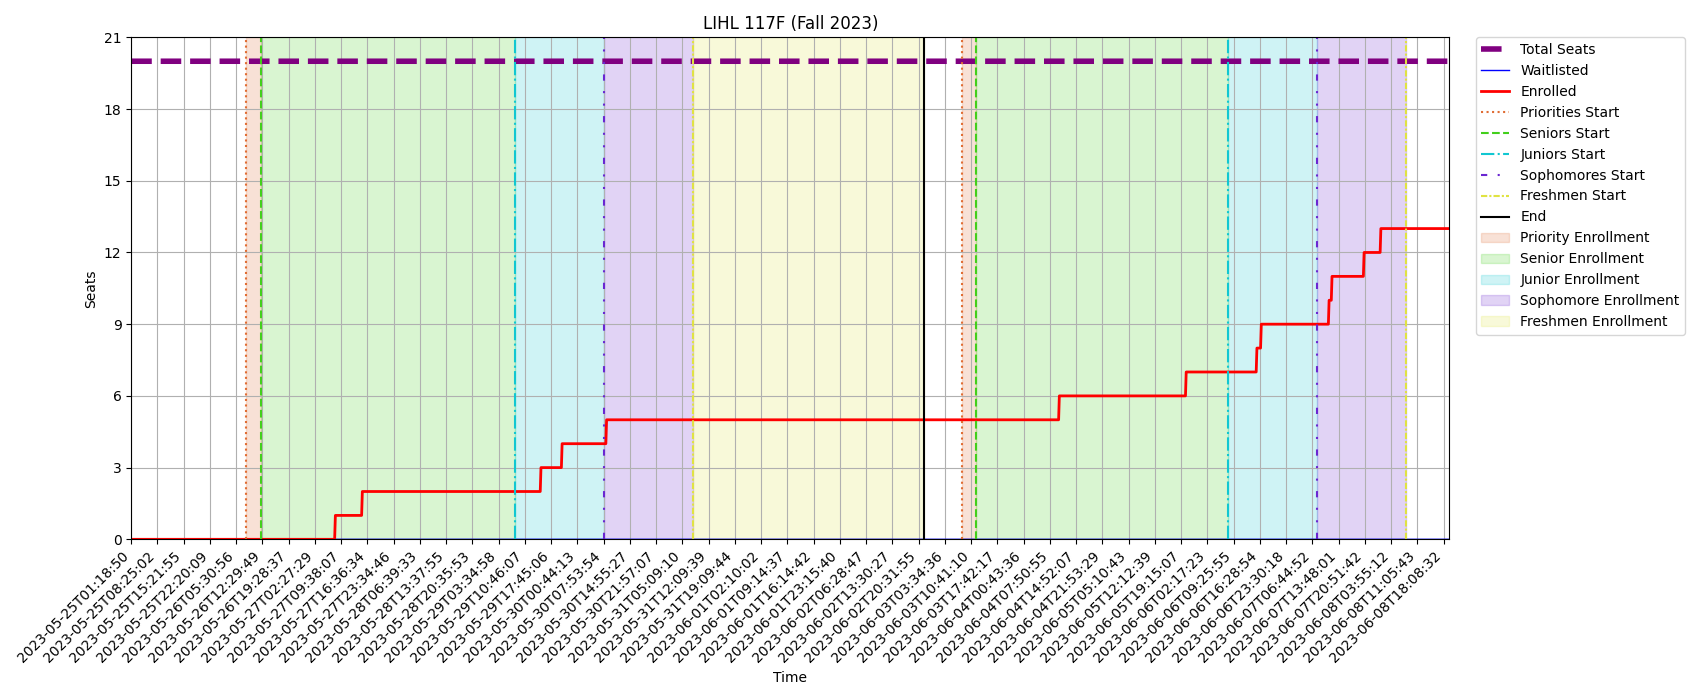 LIHL 117F (Fall 2023)
21
18
15
12
9
6
3
0
Seats
2023-05-25T01:18:50
2023-05-25T08:25:02
2023-05-25T15:21:55
2023-05-25T22:20:09
2023-05-26T05:30:56
2023-05-26T12:29:49
2023-05-26T19:28:37
2023-05-27T02:27:29
2023-05-27T09:38:07
2023-05-27T16:36:34
2023-05-27T23:34:46
2023-05-28T06:39:33
2023-05-28T13:37:55
2023-05-28T20:35:53
2023-05-29T03:34:58
2023-05-29T10:46:07
2023-05-29T17:45:06
2023-05-30T00:44:13
2023-05-30T07:53:54
2023-05-30T14:55:27
2023-05-30T21:57:07
2023-05-31T05:09:10
2023-05-31T12:09:39
2023-05-31T19:09:44
2023-06-01T02:10:02
2023-06-01T09:14:37
2023-06-01T16:14:42
2023-06-01T23:15:40
2023-06-02T06:28:47
2023-06-02T13:30:27
2023-06-02T20:31:55
2023-06-03T03:34:36
2023-06-03T10:41:10
2023-06-03T17:42:17
2023-06-04T00:43:36
2023-06-04T07:50:55
2023-06-04T14:52:07
2023-06-04T21:53:29
2023-06-05T05:10:43
2023-06-05T12:12:39
2023-06-05T19:15:07
2023-06-06T02:17:23
2023-06-06T09:25:55
2023-06-06T16:28:54
2023-06-06T23:30:18
2023-06-07T06:44:52
2023-06-07T13:48:01
2023-06-07T20:51:42
2023-06-08T03:55:12
2023-06-08T11:05:43
2023-06-08T18:08:32
Time
Total Seats
Waitlisted
Enrolled
Priorities Start
Seniors Start
Juniors Start
Sophomores Start
Freshmen Start
End
Priority Enrollment
Senior Enrollment
Junior Enrollment
Sophomore Enrollment
Freshmen Enrollment